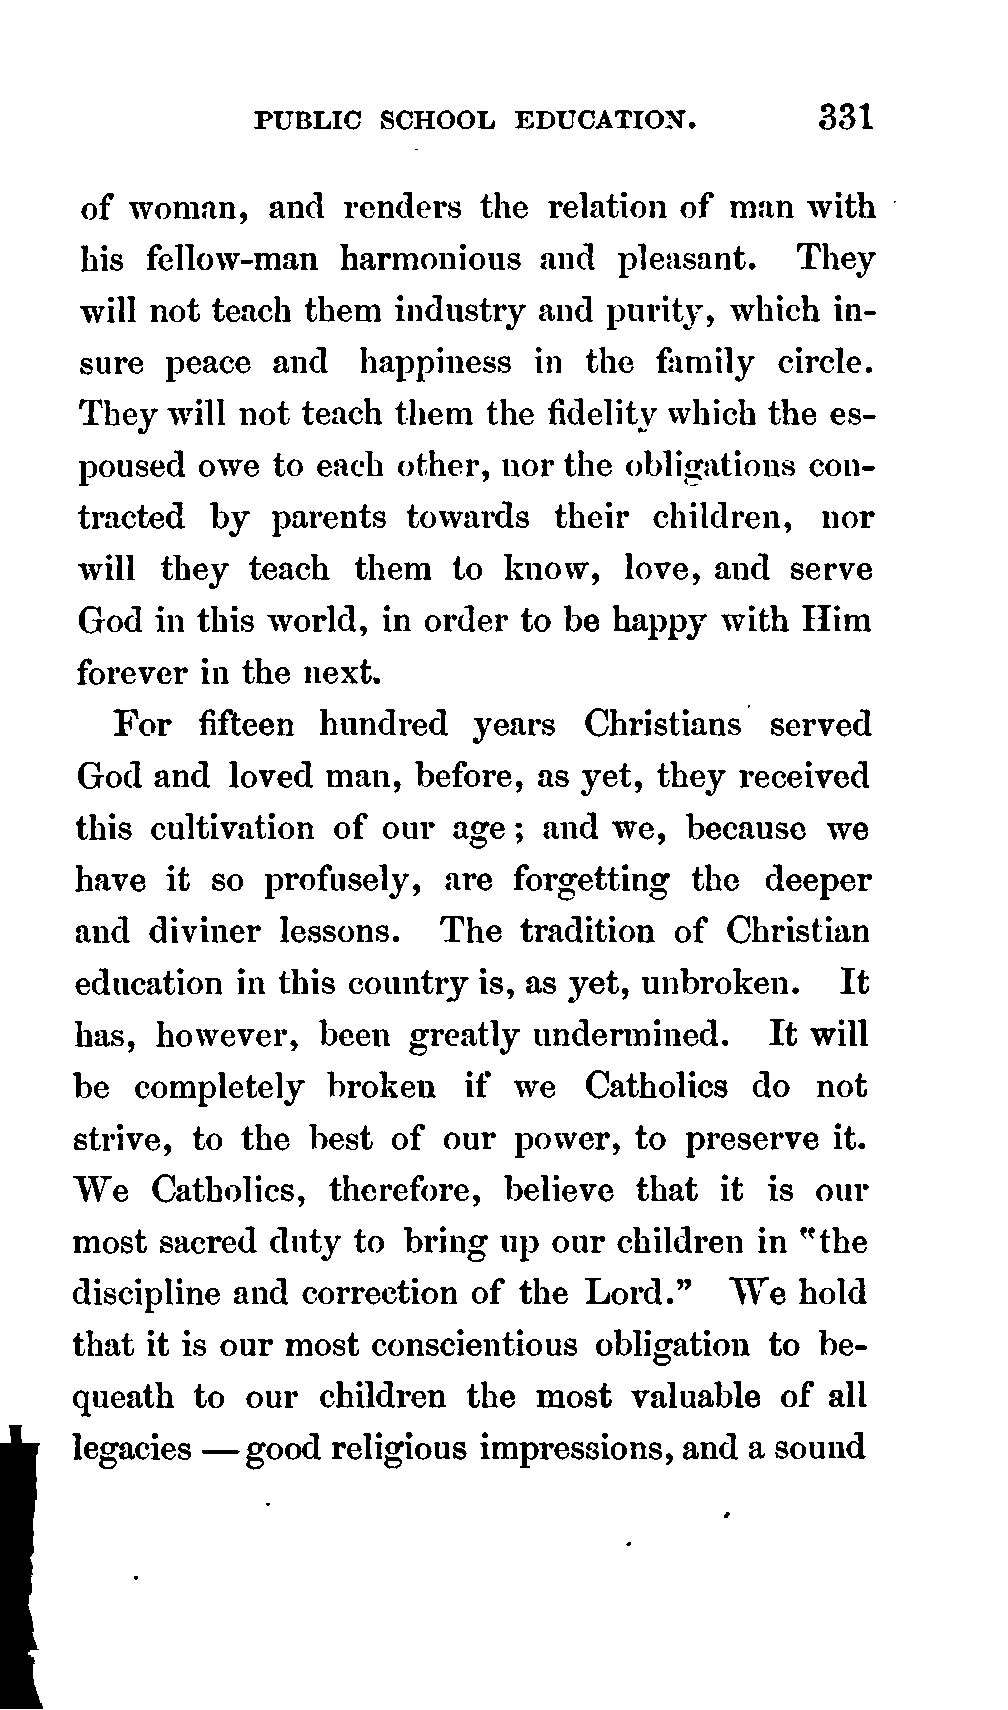 PUBLIC SCHOOL EDUCATION. 331
of woman, and renders the relation of man with
his fellow-man harmonious and pleasant. They
will not teach them industry and purity, which in-
sure peace and happiness in the family circle.
They will not teach them the fidelity which the es-
poused owe to each other, nor the obligations con-
tracted by parents towards their children, nor
will they teach them to know, love, and serve
God in this world, in order to be happy with Him
forever in the next.
For fifteen hundred years Christians served
God and loved man, before, as yet, they received
this cultivation of our age; and we, because we
have it so profusely, are forgetting the deeper
and diviner lessons. The tradition of Christian
education in this country is, as yet, unbroken. It
has, however, been greatly undermined. It will
be completely broken if we Catholics do not
strive, to the best of our power, to preserve it.
We Catholics, therefore, believe that it is our
most sacred duty to bring up our children in "the
discipline and correction of the Lord." We hold
that it is our most conscientious obligation to be-
queath to our children the most valuable of all
legacies — good religious impressions, and a sound